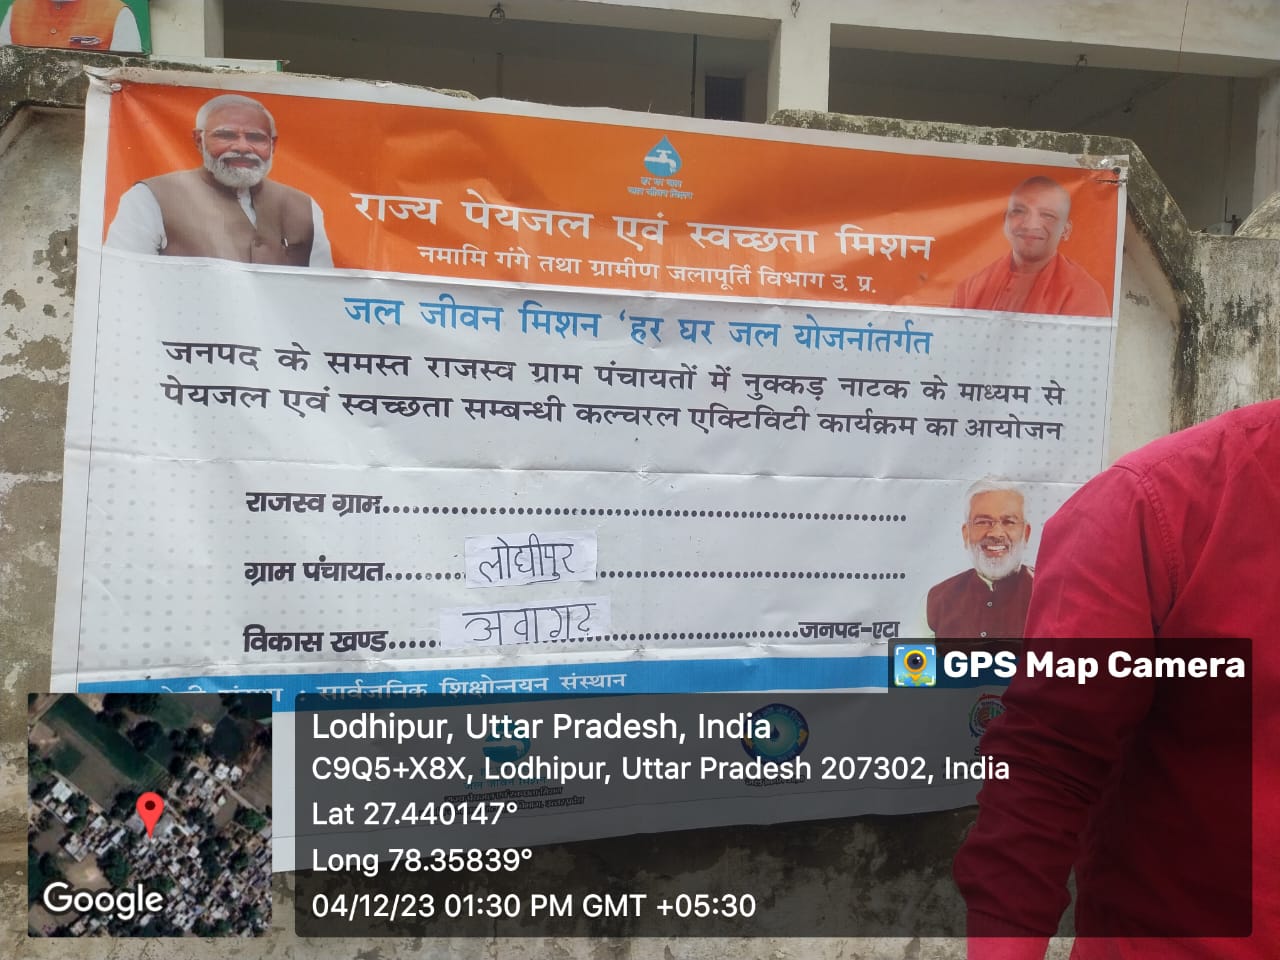 राज्य पेयजल एवं स्वच्छता मिशन
नमामि गंगे तथा ग्रामीण जलापूर्ति विभाग उ. प्र.
जल जीवन मिशन 'हर घर जल योजनांतर्गत
जनपद के समस्त राजस्व ग्राम पंचायतों में नुक्कड़ नाटक के माध्यम से
पेयजल एवं स्वच्छता सम्बन्धी कल्चरल एक्टिविटी कार्यक्रम का आयोजन
राजस्व ग्राम
ग्राम पंचायत लोधीपुर
विकास खण्ड अवागढ जनपद-एटा
: सार्वजनिक शिक्षोन्नयन संस्थान
GPS Map Camera
Lodhipur, Uttar Pradesh, India
C9Q5+X8X, Lodhipur, Uttar Pradesh 207302, India
Lat 27.440147°
Long 78.35839°
04/12/23 01:30 PM GMT +05:30
Google